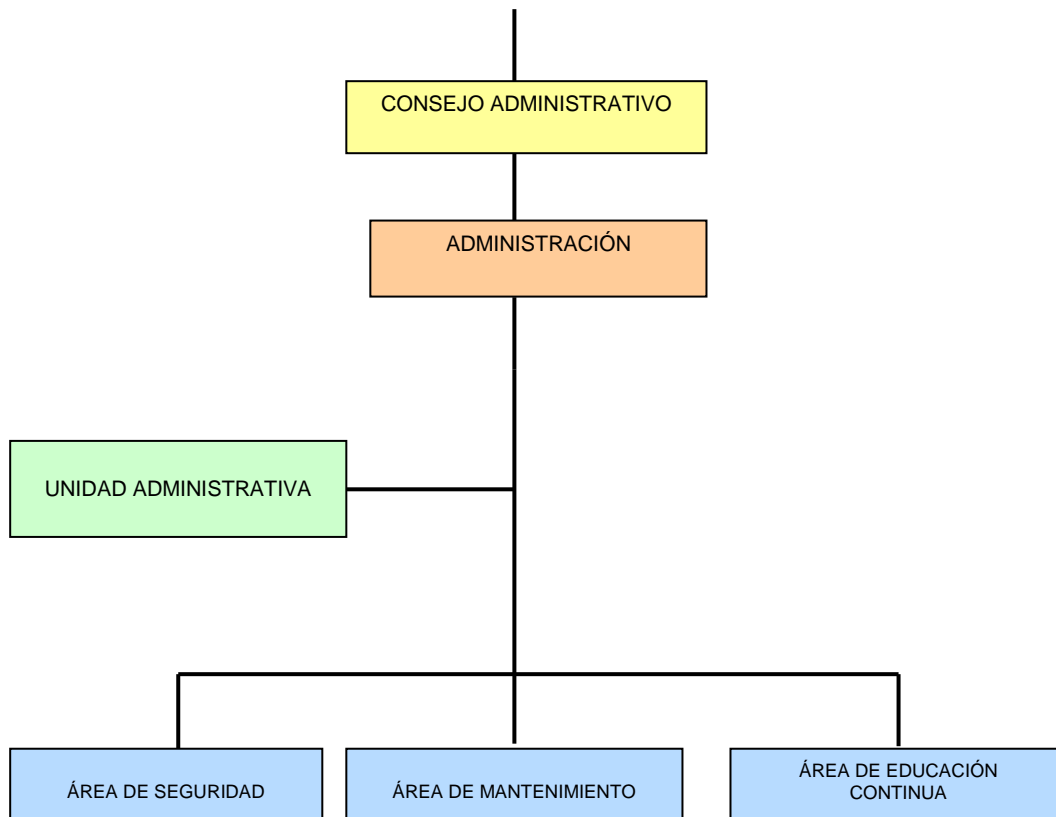 CONSEJO ADMINISTRATIVO
ADMINISTRACIÓN
UNIDAD ADMINISTRATIVA
ÁREA DE SEGURIDAD
ÁREA DE MANTENIMIENTO
ÁREA DE EDUCACIÓN
CONTINUA